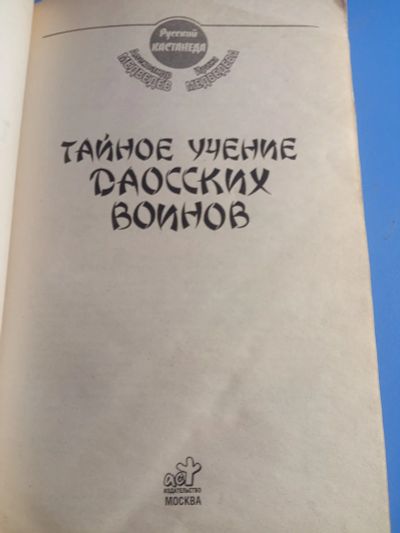 Русский
КАСТАНЕДА
Александр
МЕДВЕДЕВ
Ирина
МЕДВЕДЕВА
ТАЙНОЕ УЧЕНИЕ
ДАОССКИХ
ВОИНОВ
аст
ИЗДАТЕЛЬСТВО
МОСКВА